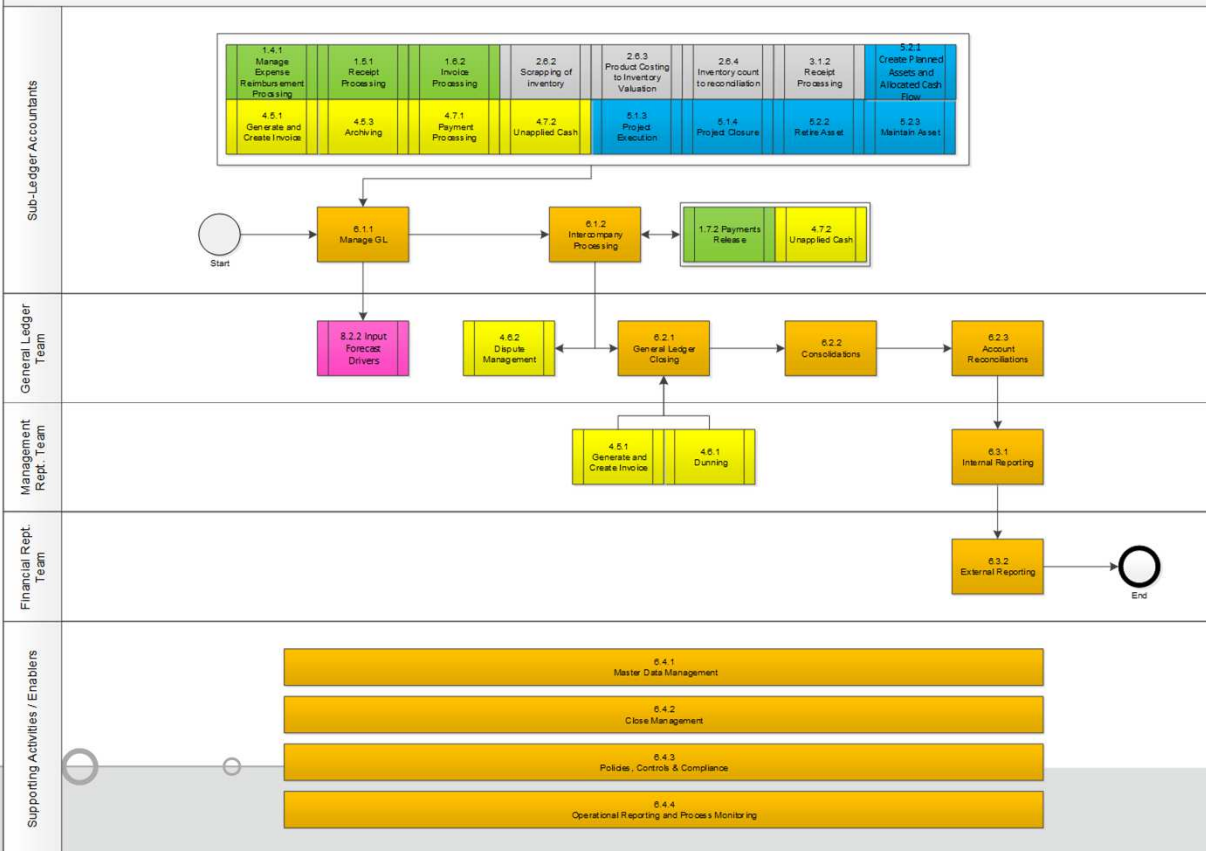 Sub-Ledger Accountants
1.4.1
Manage
Expense
Reimbursement
Processing
1.5.1
Receipt
Processing
1.6.2
Invoice
Processing
2.6.2
Scrapping of
inventory
2.6.3
Product Costing
to Inventory
Valuation
2.6.4
Inventory count
to reconciliation
3.1.2
Receipt
Processing
5.2.1
Create Planned
Assets and
Allocated Cash
Flow
4.5.1
Generate and
Create Invoice
4.5.3
Archiving
4.7.1
Payment
Processing
4.7.2
Unapplied Cash
5.1.3
Project
Execution
5.1.4
Project Closure
5.2.2
Retire Asset
5.2.3
Maintain Asset
Start
6.1.1
Manage GL
6.1.2
Intercompany
Processing
1.7.2 Payments
Release
4.7.2
Unapplied Cash
General Ledger
Team
8.2.2 Input
Forecast
Drivers
4.6.2
Dispute
Management
6.2.1
General Ledger
Closing
6.2.2
Consolidations
6.2.3
Account
Reconciliations
Management
Rept. Team
4.5.1
Generate and
Create Invoice
4.6.1
Dunning
6.3.1
Internal Reporting
Financial Rept.
Team
6.3.2
External Reporting
End
Supporting Activities / Enablers
6.4.1
Master Data Management
6.4.2
Close Management
6.4.3
Policies, Controls & Compliance
6.4.4
Operational Reporting and Process Monitoring